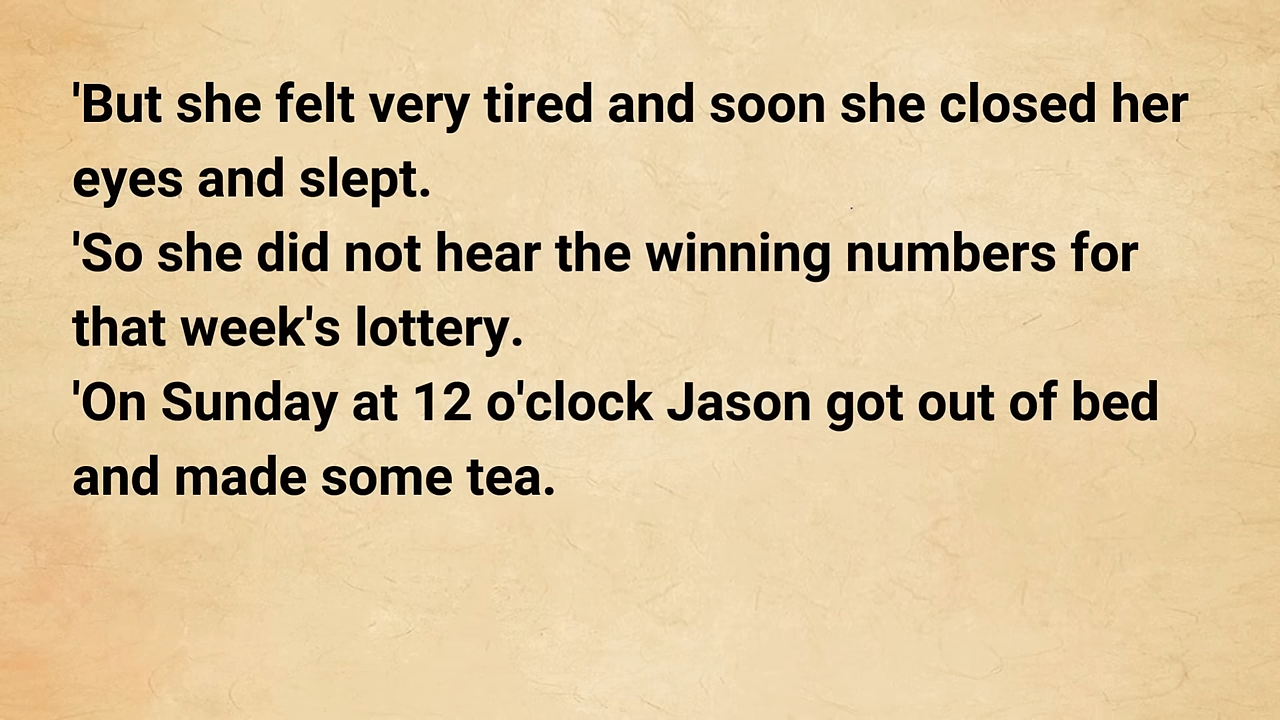 'But she felt very tired and soon she closed her
eyes and slept.
'So she did not hear the winning numbers for
that week's lottery.
'On Sunday at 12 o'clock Jason got out of bed
and made some tea.